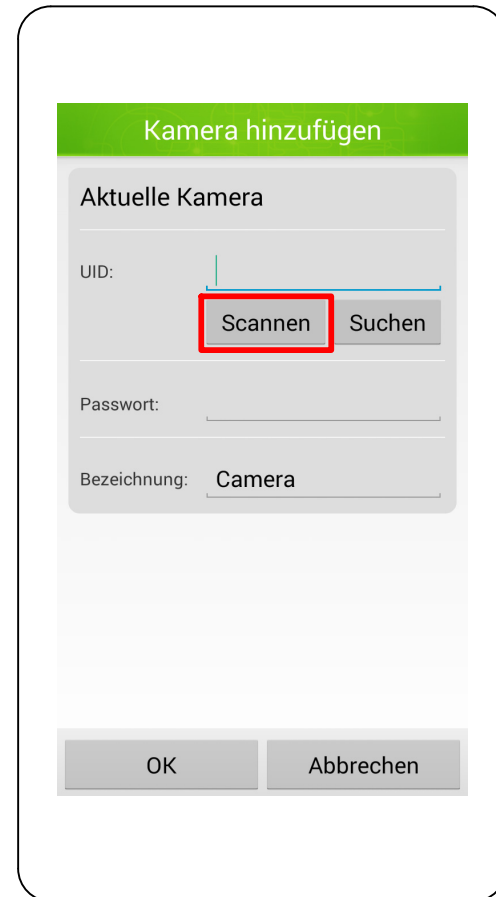 Kamera hinzufügen
Aktuelle Kamera
UID:
Scannen Suchen
Passwort:
Bezeichnung: Camera
OK Abbrechen